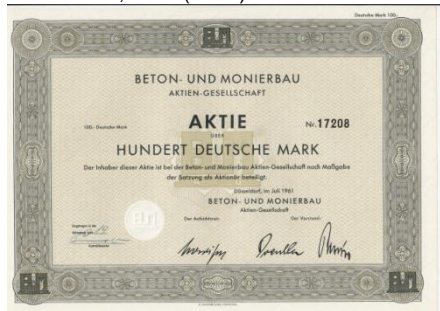 Deutsche Mark 100.-
BETON- UND MONIERBAU
AKTIEN-GESELLSCHAFT
100.- Deutsche Mark
AKTIE
Nr. 17208
ÜBER
HUNDERT DEUTSCHE MARK
Der Inhaber dieser Aktie ist bei der Beton-und Monierbau Aktien-Gesellschaft nach Maßgabe
der Satzung als Aktionär beteiligt.
Düsseldorf, im Juli 1961
BETON- UND MONIERBAU
Aktien-Gesellschaft
Der Aufsichtsrat:
Der Vorstand: